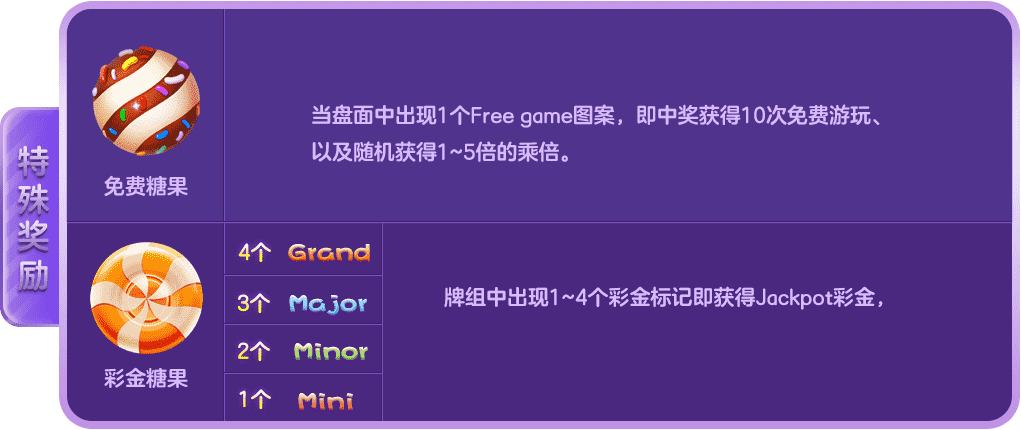 特殊奖励
免费糖果
当盘面中出现1个Free game图案，即中奖获得10次免费游玩、
以及随机获得1~5倍的乘倍。
彩金糖果
4个 Grand
3个 Major
2个 Minor
1个 Mini
牌组中出现1~4个彩金标记即获得Jackpot彩金，